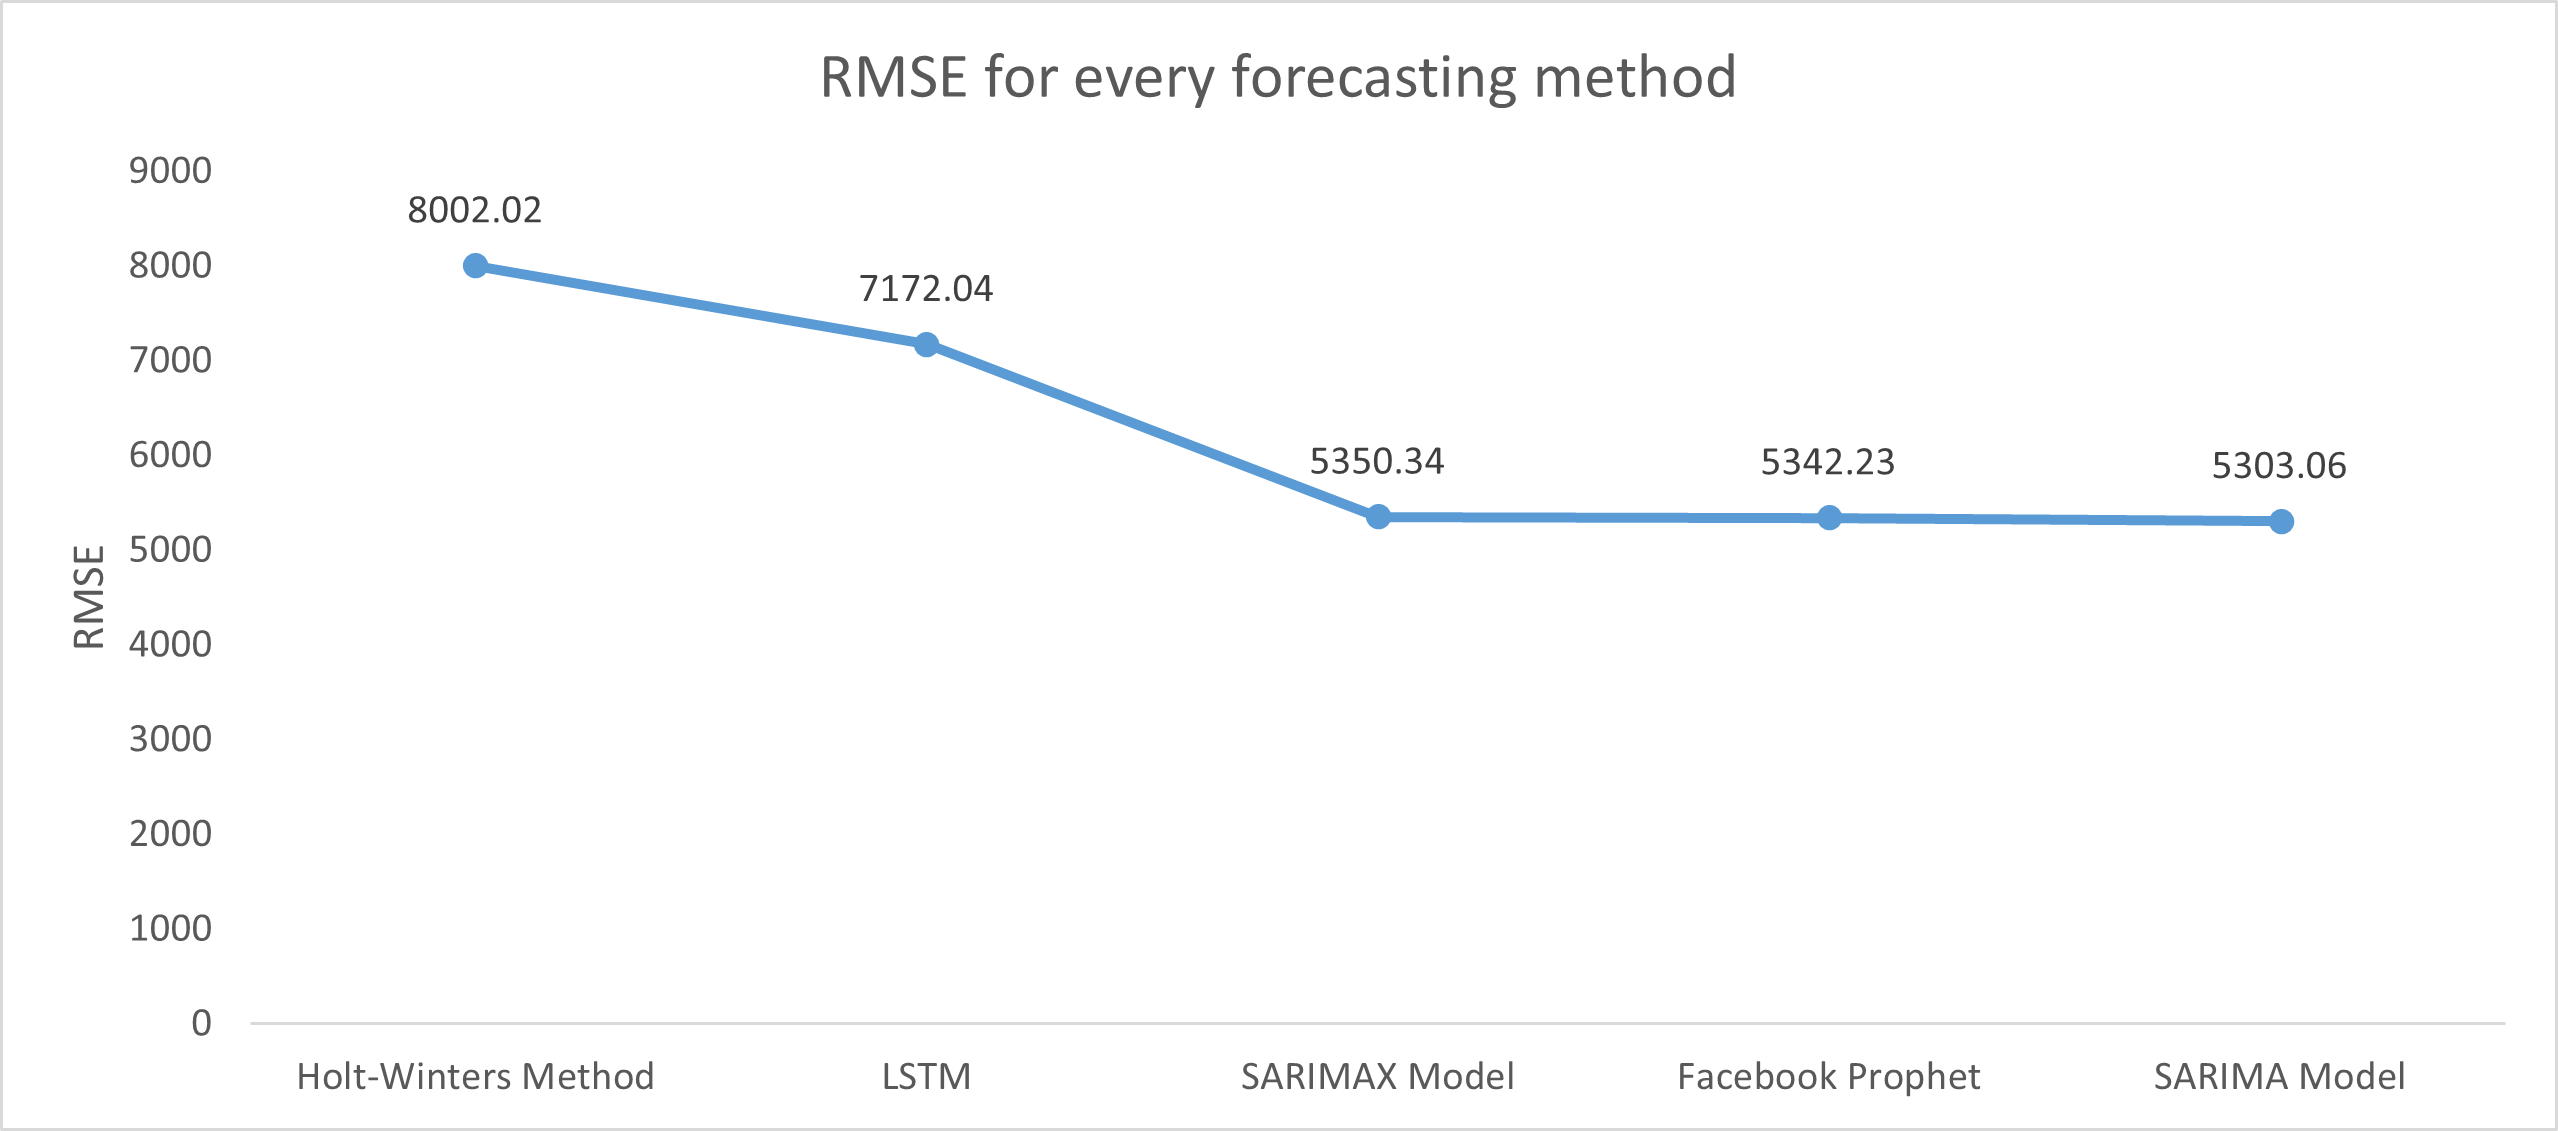 RMSE for every forecasting method
9000
8000
7000
6000
5000
4000
3000
2000
1000
0
RMSE
8002.02
7172.04
5350.34
5342.23
5303.06
Holt-Winters Method
LSTM
SARIMAX Model
Facebook Prophet
SARIMA Model